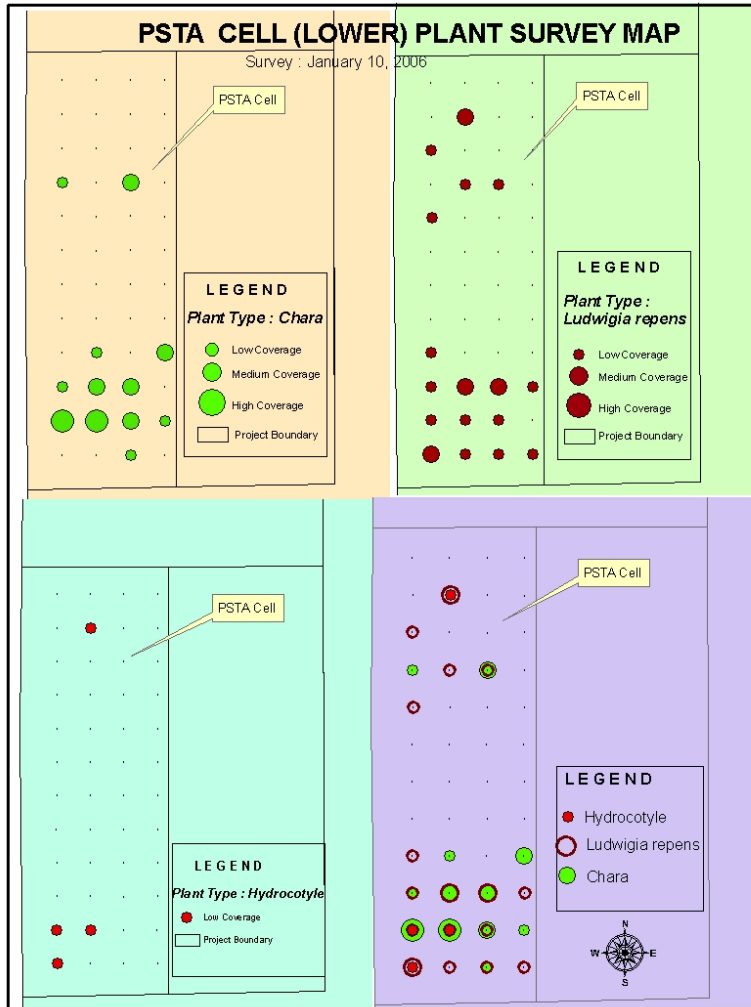 PSTA CELL (LOWER) PLANT SURVEY MAP
Survey : January 10, 2006
PSTA Cell
LEGEND
Plant Type : Chara
Low Coverage
Medium Coverage
High Coverage
Project Boundary
PSTA Cell
LEGEND
Plant Type :
Ludwigia repens
Low Coverage
Medium Coverage
High Coverage
Project Boundary
PSTA Cell
LEGEND
Plant Type : Hydrocotyle
Low Coverage
Project Boundary
PSTA Cell
LEGEND
Hydrocotyle
Ludwigia repens
Chara
N
W E
S